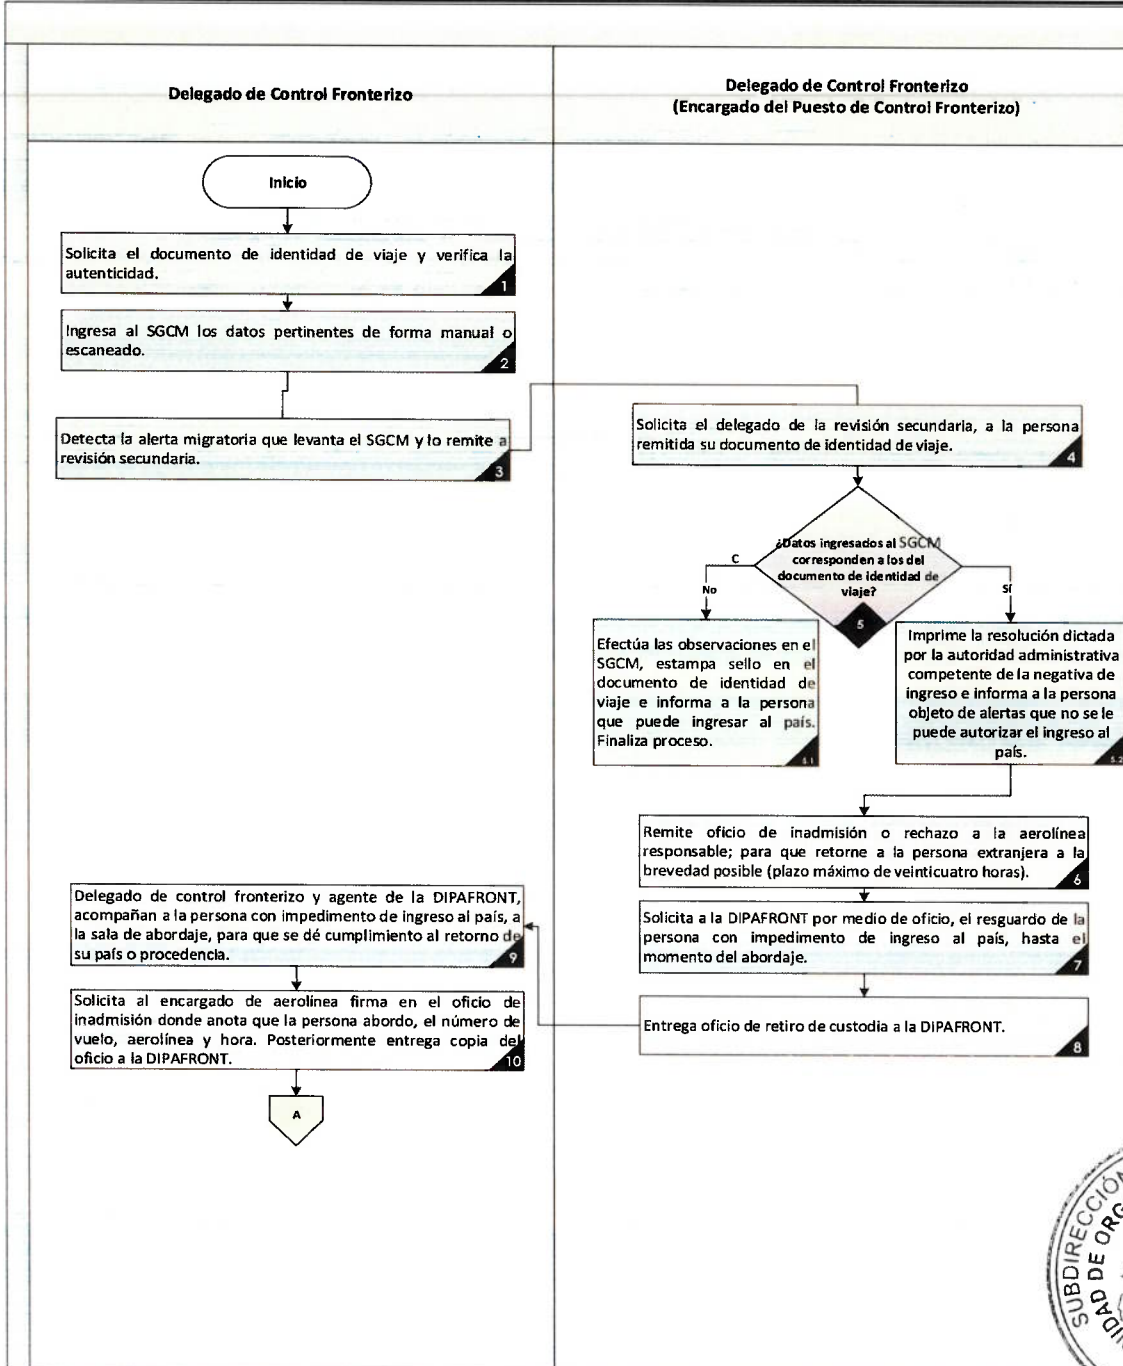 Delegado de Control Fronterizo
Delegado de Control Fronterizo
(Encargado del Puesto de Control Fronterizo)
Inicio
Solicita el documento de identidad de viaje y verifica la
autenticidad.
1
Ingresa al SGCM los datos pertinentes de forma manual o
escaneado.
2
Detecta la alerta migratoria que levanta el SGCM y lo remite a
revisión secundaria.
3
Solicita el delegado de la revisión secundaria, a la persona
remitida su documento de identidad de viaje.
4
¿Datos ingresados al SGCM
corresponden a los del
documento de identidad de
viaje?
5
C
No
Sí
Efectúa las observaciones en el
SGCM, estampa sello en el
documento de identidad de
viaje e informa a la persona
que puede ingresar al país.
Finaliza proceso.
5.1
Imprime la resolución dictada
por la autoridad administrativa
competente de la negativa de
ingreso e informa a la persona
objeto de alertas que no se le
puede autorizar el ingreso al
país.
5.2
Remite oficio de inadmisión o rechazo a la aerolínea
responsable; para que retorne a la persona extranjera a la
brevedad posible (plazo máximo de veinticuatro horas).
6
Solicita a la DIPAFRONT por medio de oficio, el resguardo de la
persona con impedimento de ingreso al país, hasta el
momento del abordaje.
7
Entrega oficio de retiro de custodia a la DIPAFRONT.
8
Delegado de control fronterizo y agente de la DIPAFRONT,
acompañan a la persona con impedimento de ingreso al país, a
la sala de abordaje, para que se dé cumplimiento al retorno de
su país o procedencia.
9
Solicita al encargado de aerolínea firma en el oficio de
inadmisión donde anota que la persona abordo, el número de
vuelo, aerolínea y hora. Posteriormente entrega copia del
oficio a la DIPAFRONT.
10
A
SUBDIRECCIÓN
DE ORG